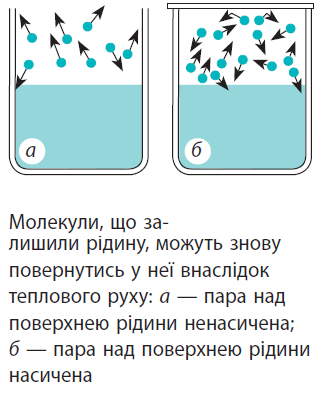 а
б
Молекули, що за-
лишили рідину, можуть знову
повернутись у неї внаслідок
теплового руху: а — пара над
поверхнею рідини ненасичена;
б — пара над поверхнею рідини
насичена